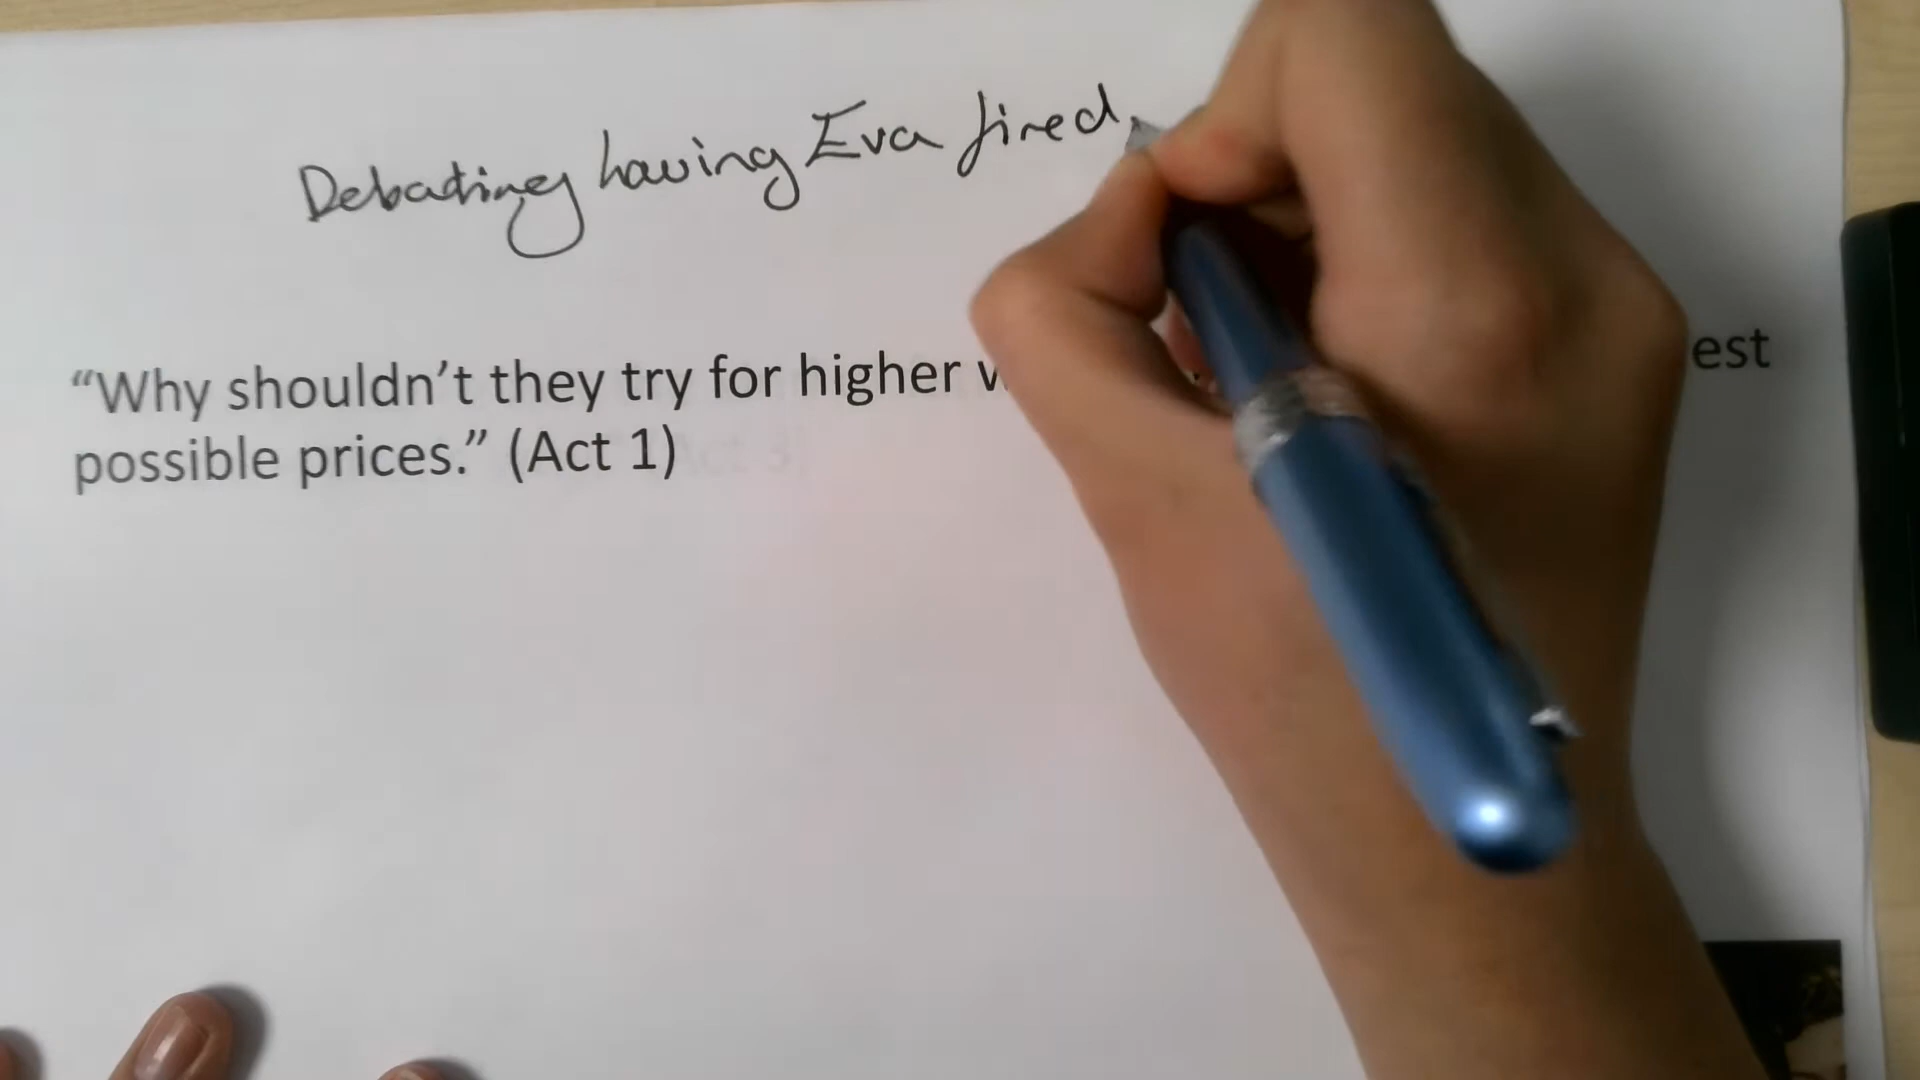 Debating having Eva fired
“Why shouldn’t they try for higher est
possible prices.” (Act 1)